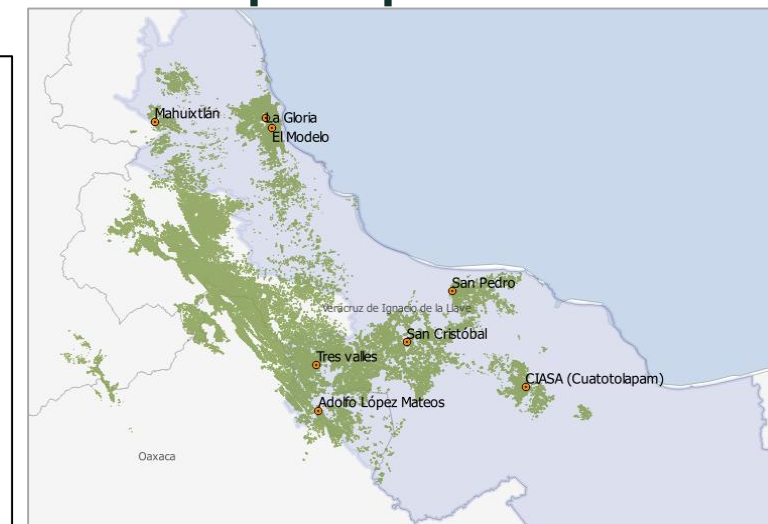 Mahuixtlán
La Gloria
El Modelo
San Pedro
Veracruz de Ignacio de la Llave
San Cristóbal
Tres valles
CIASA (Cuatotolapam)
Adolfo López Mateos
Oaxaca